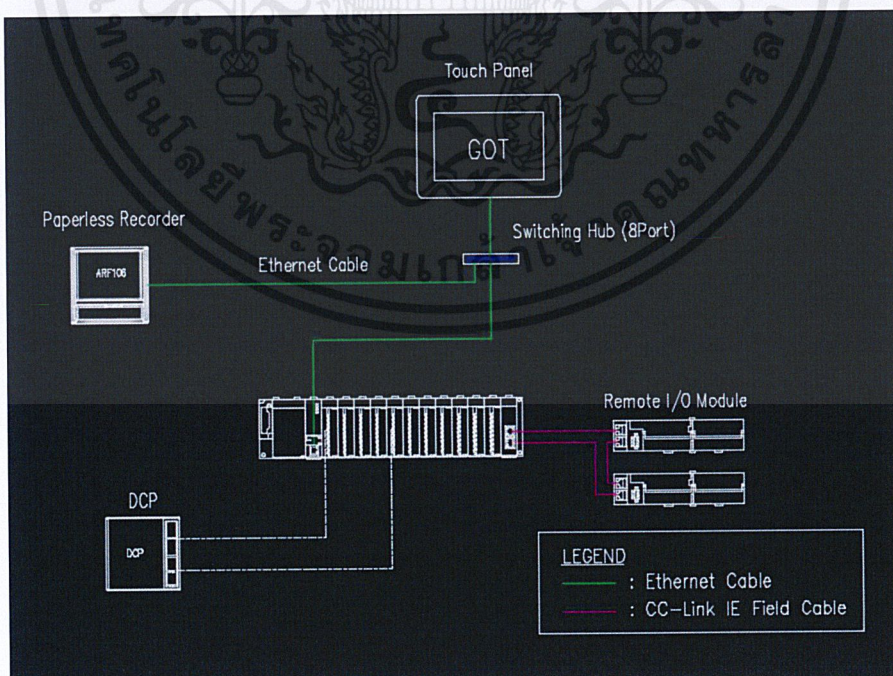 Touch Panel
GOT
Paperless Recorder
Switching Hub (8Port)
ARF106
Ethernet Cable
Remote I/O Module
DCP
DCP
LEGEND
: Ethernet Cable
: CC-Link IE Field Cable